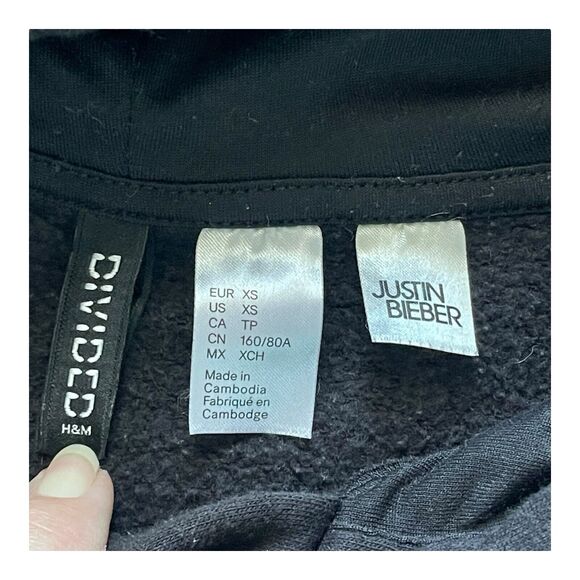 DIVIDED
H&M
EUR XS
US XS
CA TP
CN 160/80A
MX XCH
Made in
Cambodia
Fabriqué en
Cambodge
JUSTIN
BIEBER